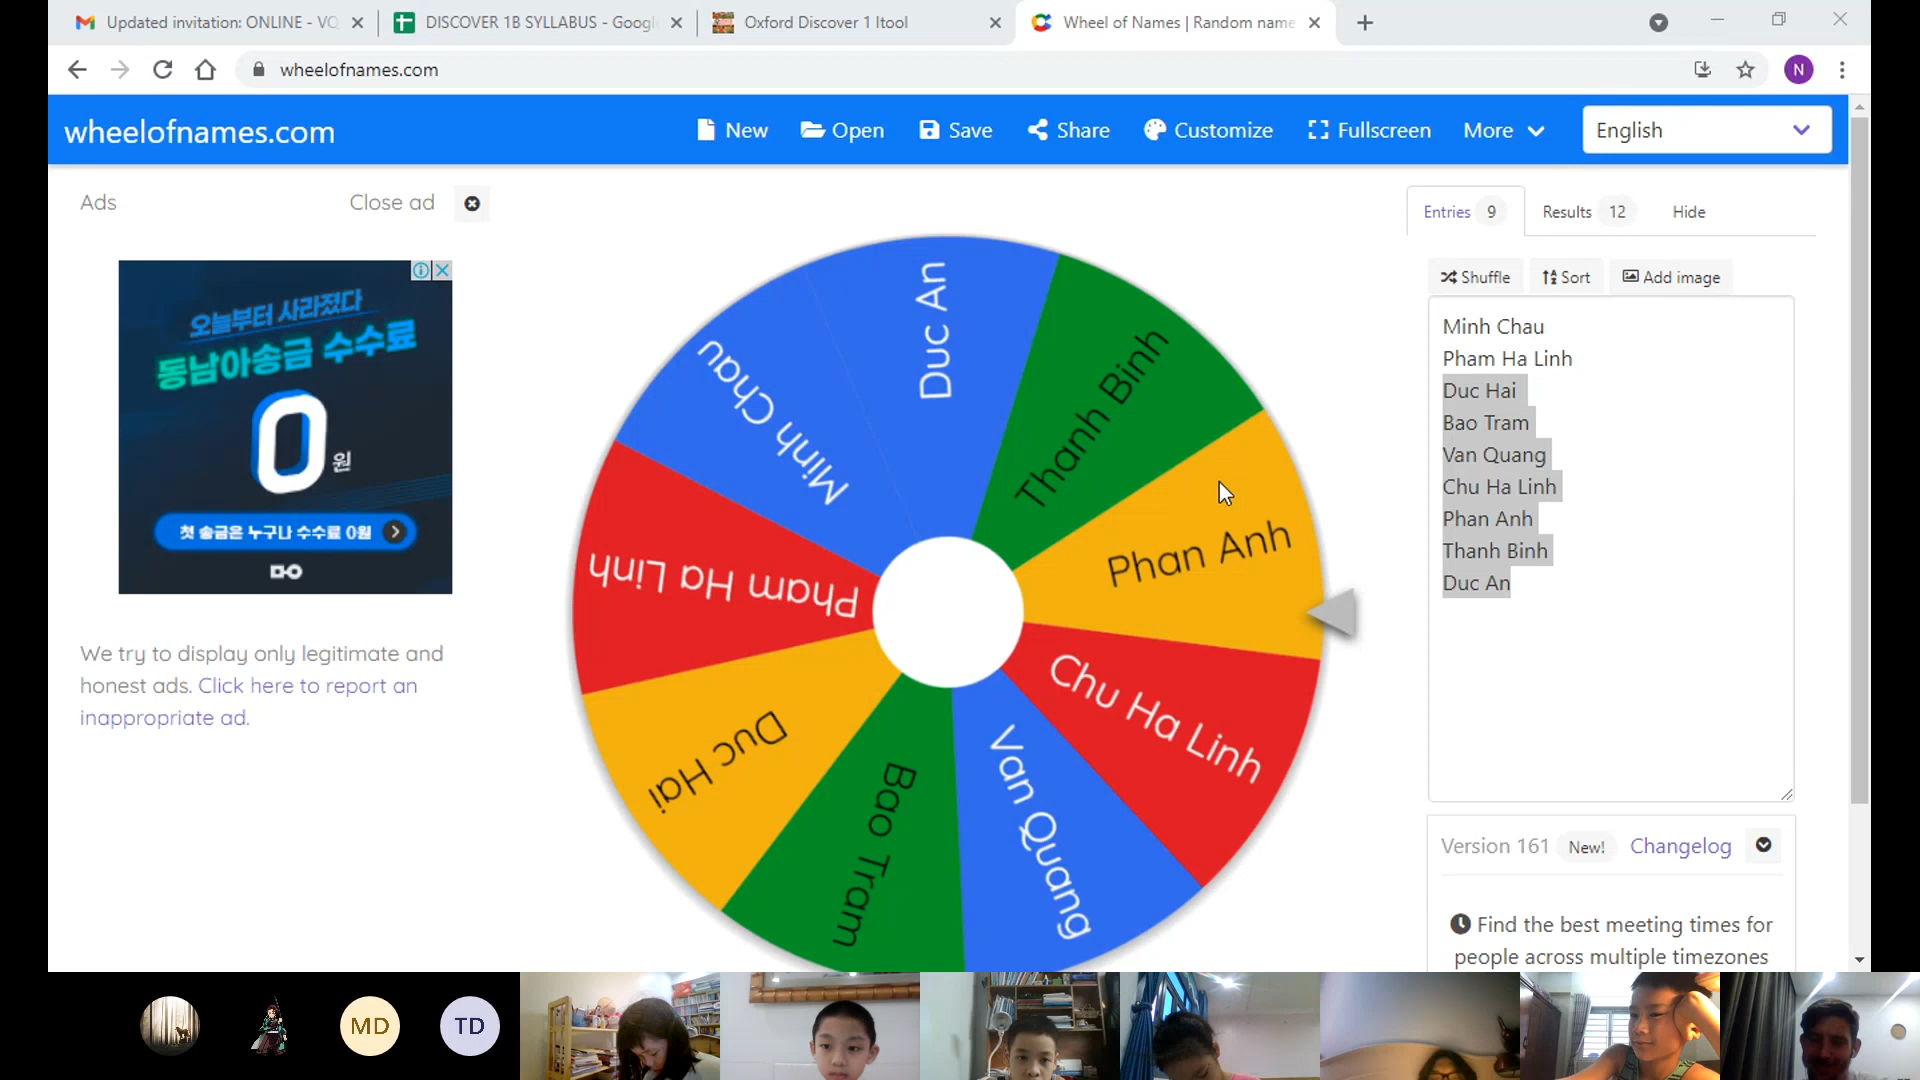 Updated invitation: ONLINE - VQ
DISCOVER 1B SYLLABUS - Googl
Oxford Discover 1 Itool
Wheel of Names | Random name
wheelofnames.com
N
wheelofnames.com
New
Open
Save
Share
Customize
Fullscreen
More
English
Ads
Close ad
오늘부터 사라졌다
동남아송금 수수료
0원
첫 송금은 누구나 수수료 0원
We try to display only legitimate and
honest ads. Click here to report an
inappropriate ad.
Duc An
Thanh Binh
Phan Anh
Chu Ha Linh
Van Quang
Bao Tram
Duc Hai
Pham Ha Linh
Minh Chau
Entries 9
Results 12
Hide
Shuffle
Sort
Add image
Minh Chau
Pham Ha Linh
Duc Hai
Bao Tram
Van Quang
Chu Ha Linh
Phan Anh
Thanh Binh
Duc An
Version 161 New! Changelog
Find the best meeting times for
people across multiple timezones
MD
TD